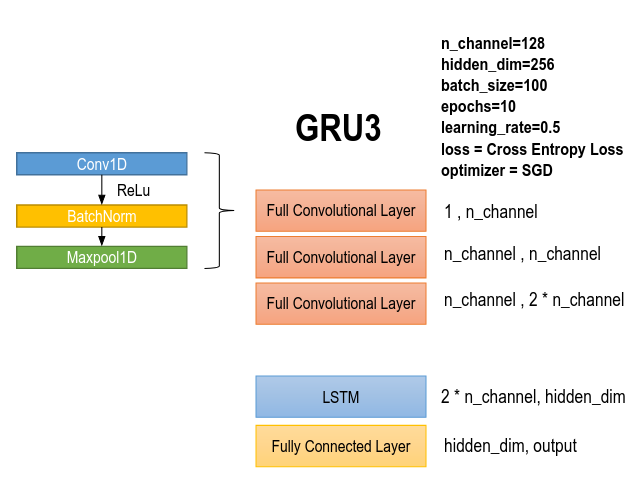 n_channel=128
hidden_dim=256
batch_size=100
epochs=10
learning_rate=0.5
loss = Cross Entropy Loss
optimizer = SGD
GRU3
Conv1D
ReLu
BatchNorm
Maxpool1D
Full Convolutional Layer
1 , n_channel
Full Convolutional Layer
n_channel , n_channel
Full Convolutional Layer
n_channel , 2 * n_channel
LSTM
2 * n_channel, hidden_dim
Fully Connected Layer
hidden_dim, output